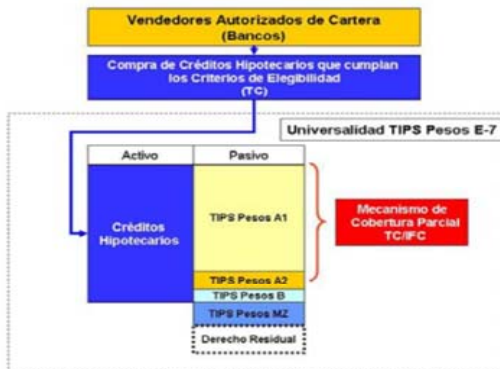 Vendedores Autorizados de Cartera
(Bancos)
Compra de Créditos Hipotecarios que cumplan
los Criterios de Elegibilidad
(TC)
Universalidad TIPS Pesos E-7
Activo
Pasivo
Créditos
Hipotecarios
TIPS Pesos A1
TIPS Pesos A2
TIPS Pesos B
TIPS Pesos MZ
Derecho Residual
Mecanismo de
Cobertura Parcial
TC/IFC